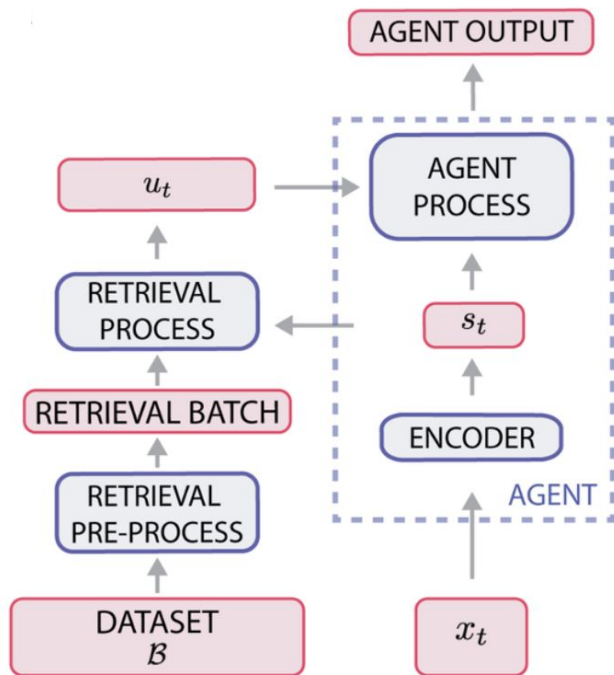 AGENT OUTPUT
AGENT
PROCESS
u_t
RETRIEVAL
PROCESS
s_t
RETRIEVAL BATCH
ENCODER
RETRIEVAL
PRE-PROCESS
AGENT
DATASET
ℬ
x_t